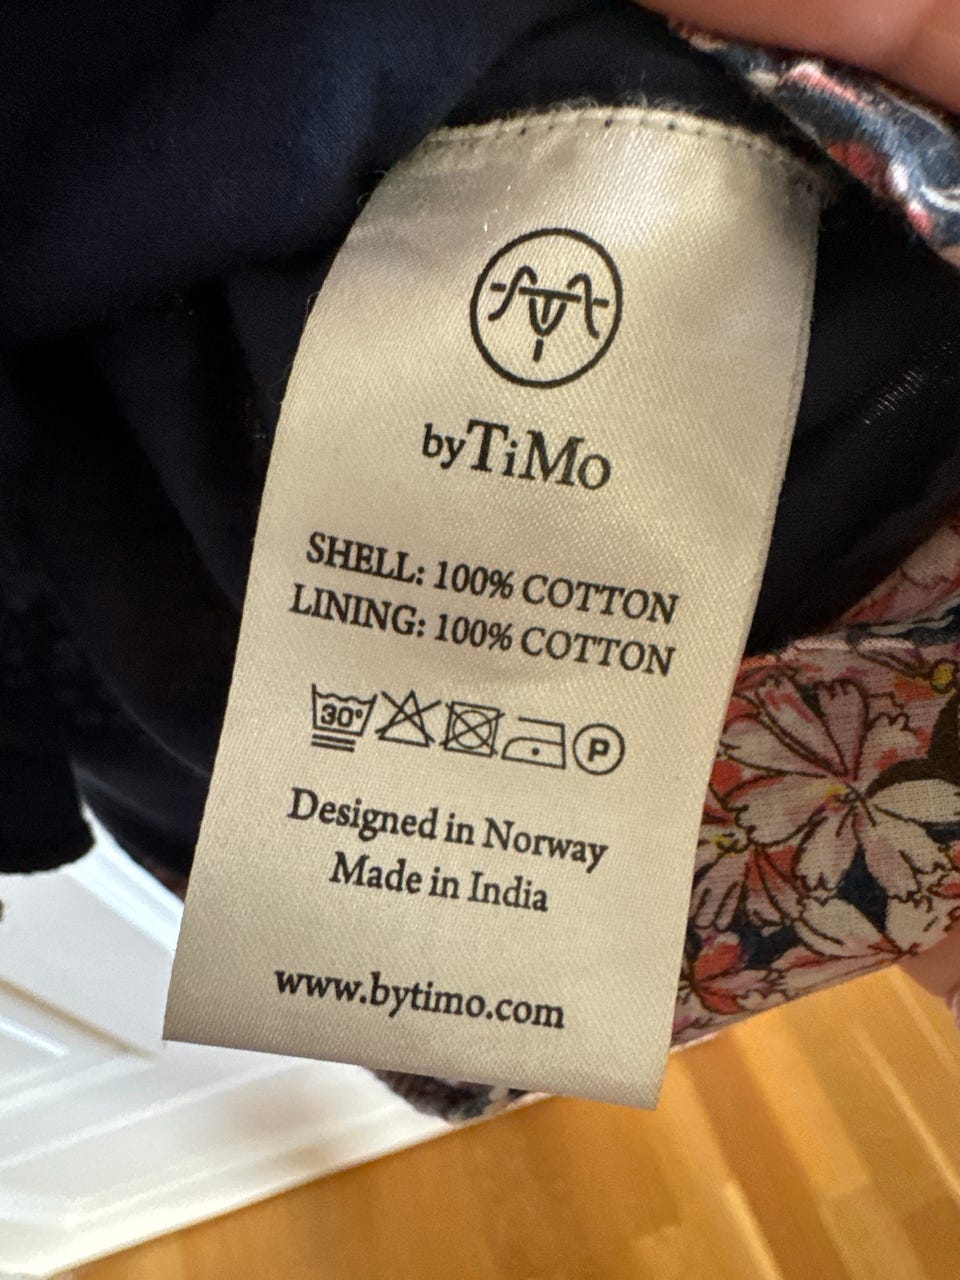 byTiMo
SHELL: 100% COTTON
LINING: 100% COTTON
30° P
Designed in Norway
Made in India
www.bytimo.com